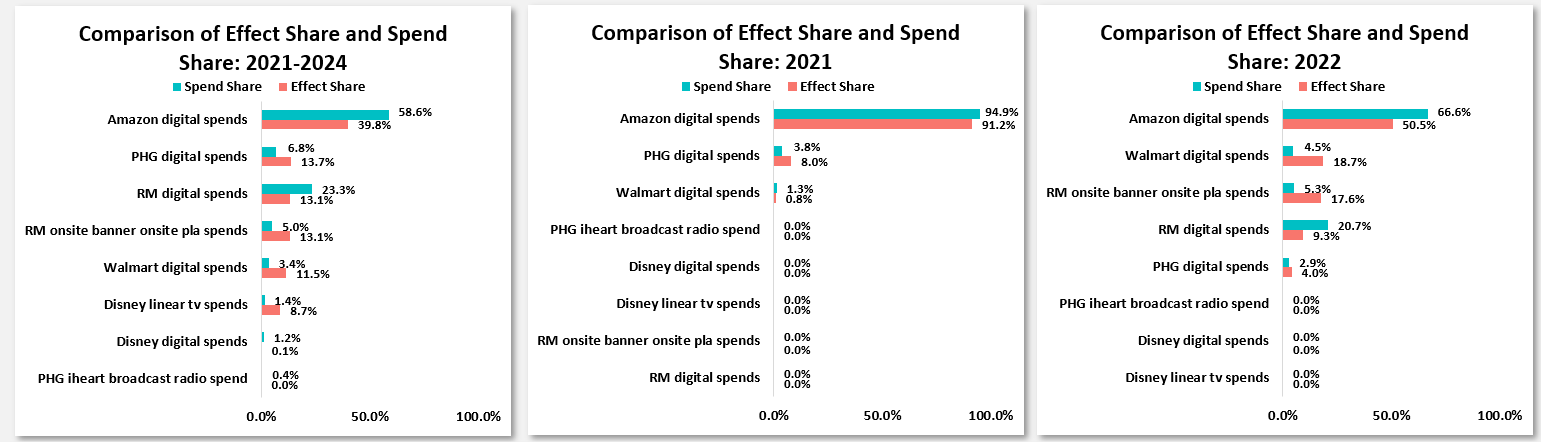 Comparison of Effect Share and Spend
Share: 2021-2024
Spend Share Effect Share
Amazon digital spends 58.6%
39.8%
PHG digital spends 6.8%
13.7%
RM digital spends 23.3%
13.1%
RM onsite banner onsite pla spends 5.0%
13.1%
Walmart digital spends 3.4%
11.5%
Disney linear tv spends 1.4%
8.7%
Disney digital spends 1.2%
0.1%
PHG iheart broadcast radio spend 0.4%
0.0%
0.0% 50.0% 100.0%
Comparison of Effect Share and Spend
Share: 2021
Spend Share Effect Share
Amazon digital spends 94.9%
91.2%
PHG digital spends 3.8%
8.0%
Walmart digital spends 1.3%
0.8%
PHG iheart broadcast radio spend 0.0%
0.0%
Disney digital spends 0.0%
0.0%
Disney linear tv spends 0.0%
0.0%
RM onsite banner onsite pla spends 0.0%
0.0%
RM digital spends 0.0%
0.0%
0.0% 50.0% 100.0%
Comparison of Effect Share and Spend
Share: 2022
Spend Share Effect Share
Amazon digital spends 66.6%
50.5%
Walmart digital spends 4.5%
18.7%
RM onsite banner onsite pla spends 5.3%
17.6%
RM digital spends 20.7%
9.3%
PHG digital spends 2.9%
4.0%
PHG iheart broadcast radio spend 0.0%
0.0%
Disney digital spends 0.0%
0.0%
Disney linear tv spends 0.0%
0.0%
0.0% 50.0% 100.0%